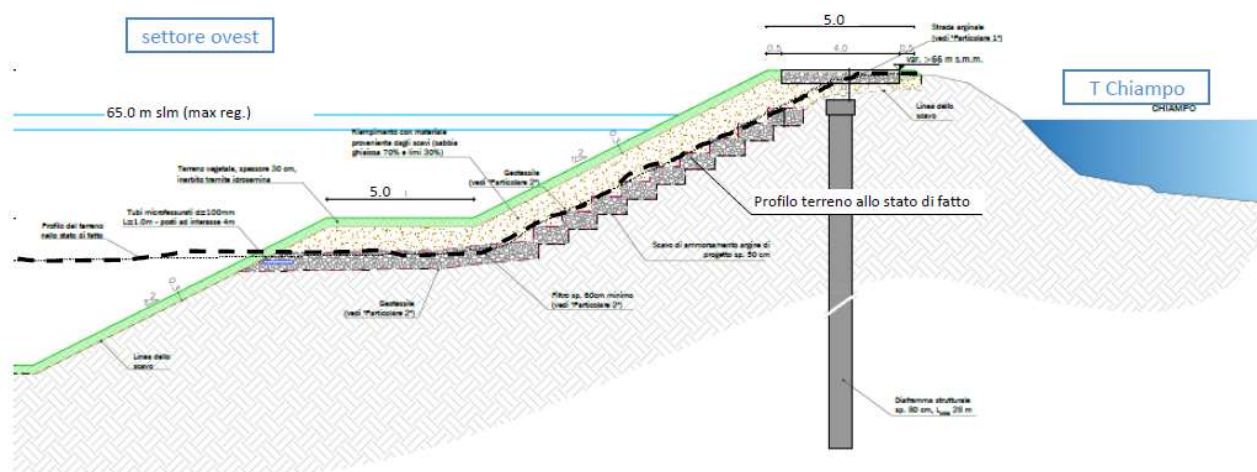 settore ovest
5.0
Strada arginale
(vedi "Particolare 1")
0.5
4.0
0.5
var. >66 m s.m.m.
T Chiampo
CHIAMPO
65.0 m slm (max reg.)
Linea dello
scavo
Riempimento con materiale
proveniente dagli scavi (sabbia
ghiaiosa 70% e limi 30%)
Terreno vegetale, spessore 30 cm,
inerbito tramite idrosemina
Geotessile
(vedi "Particolare 2")
5.0
Profilo terreno allo stato di fatto
Tubi microfessurati d≥100mm
L≥1.0m - posti ad interasse 4m
Profilo del terreno
nello stato di fatto
Scavo di ammorsamento argine di
progetto sp. 50 cm
Geotessile
(vedi "Particolare 2")
Filtro sp. 60cm minimo
(vedi "Particolare 2")
Linea dello
scavo
Diaframma strutturale
sp. 80 cm, L 28 m